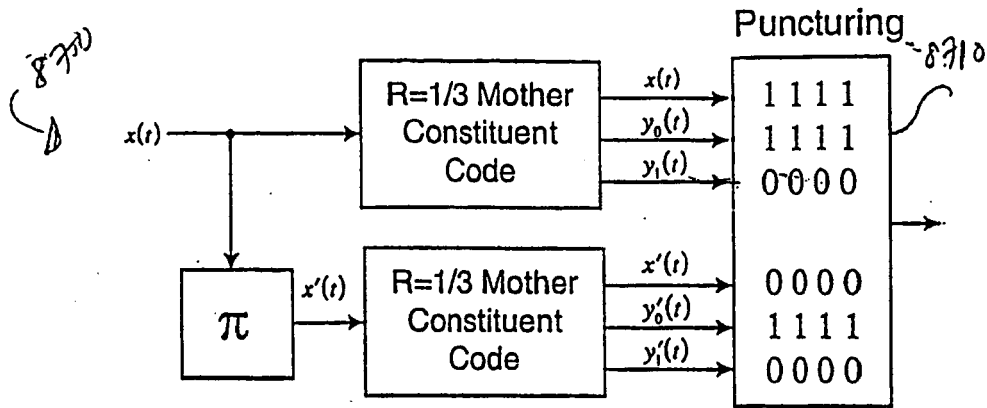 Puncturing
x(t)
R=1/3 Mother
Constituent
Code
x(t)
y₀(t)
y₁(t)
1 1 1 1
1 1 1 1
0 0 0 0
π
x′(t)
R=1/3 Mother
Constituent
Code
x′(t)
y′₀(t)
y′₁(t)
0 0 0 0
1 1 1 1
0 0 0 0